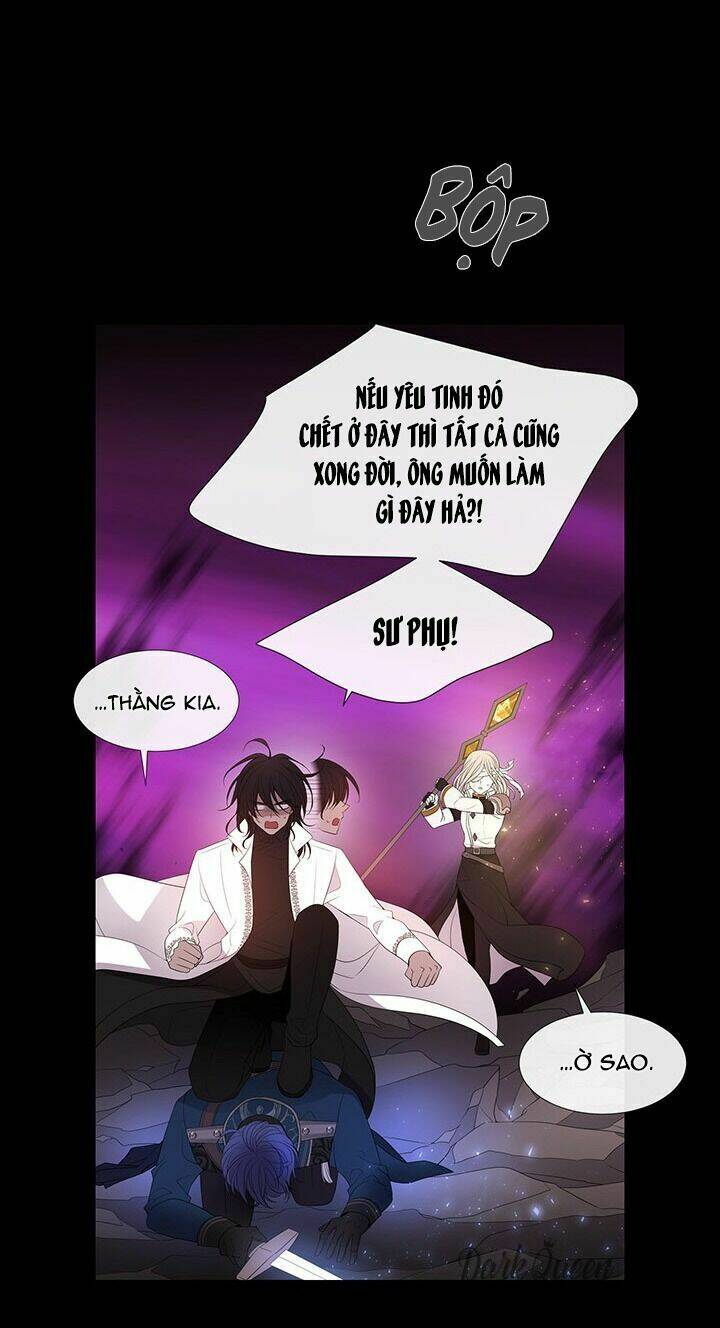 BỘP
NẾU YÊU TINH ĐÓ
CHẾT Ở ĐÂY THÌ TẤT CẢ CŨNG
XONG ĐỜI, ÔNG MUỐN LÀM
GÌ ĐÂY HẢ?!
SƯ PHỤ!
...THẰNG KIA.
...Ờ SAO.
DarkQueen